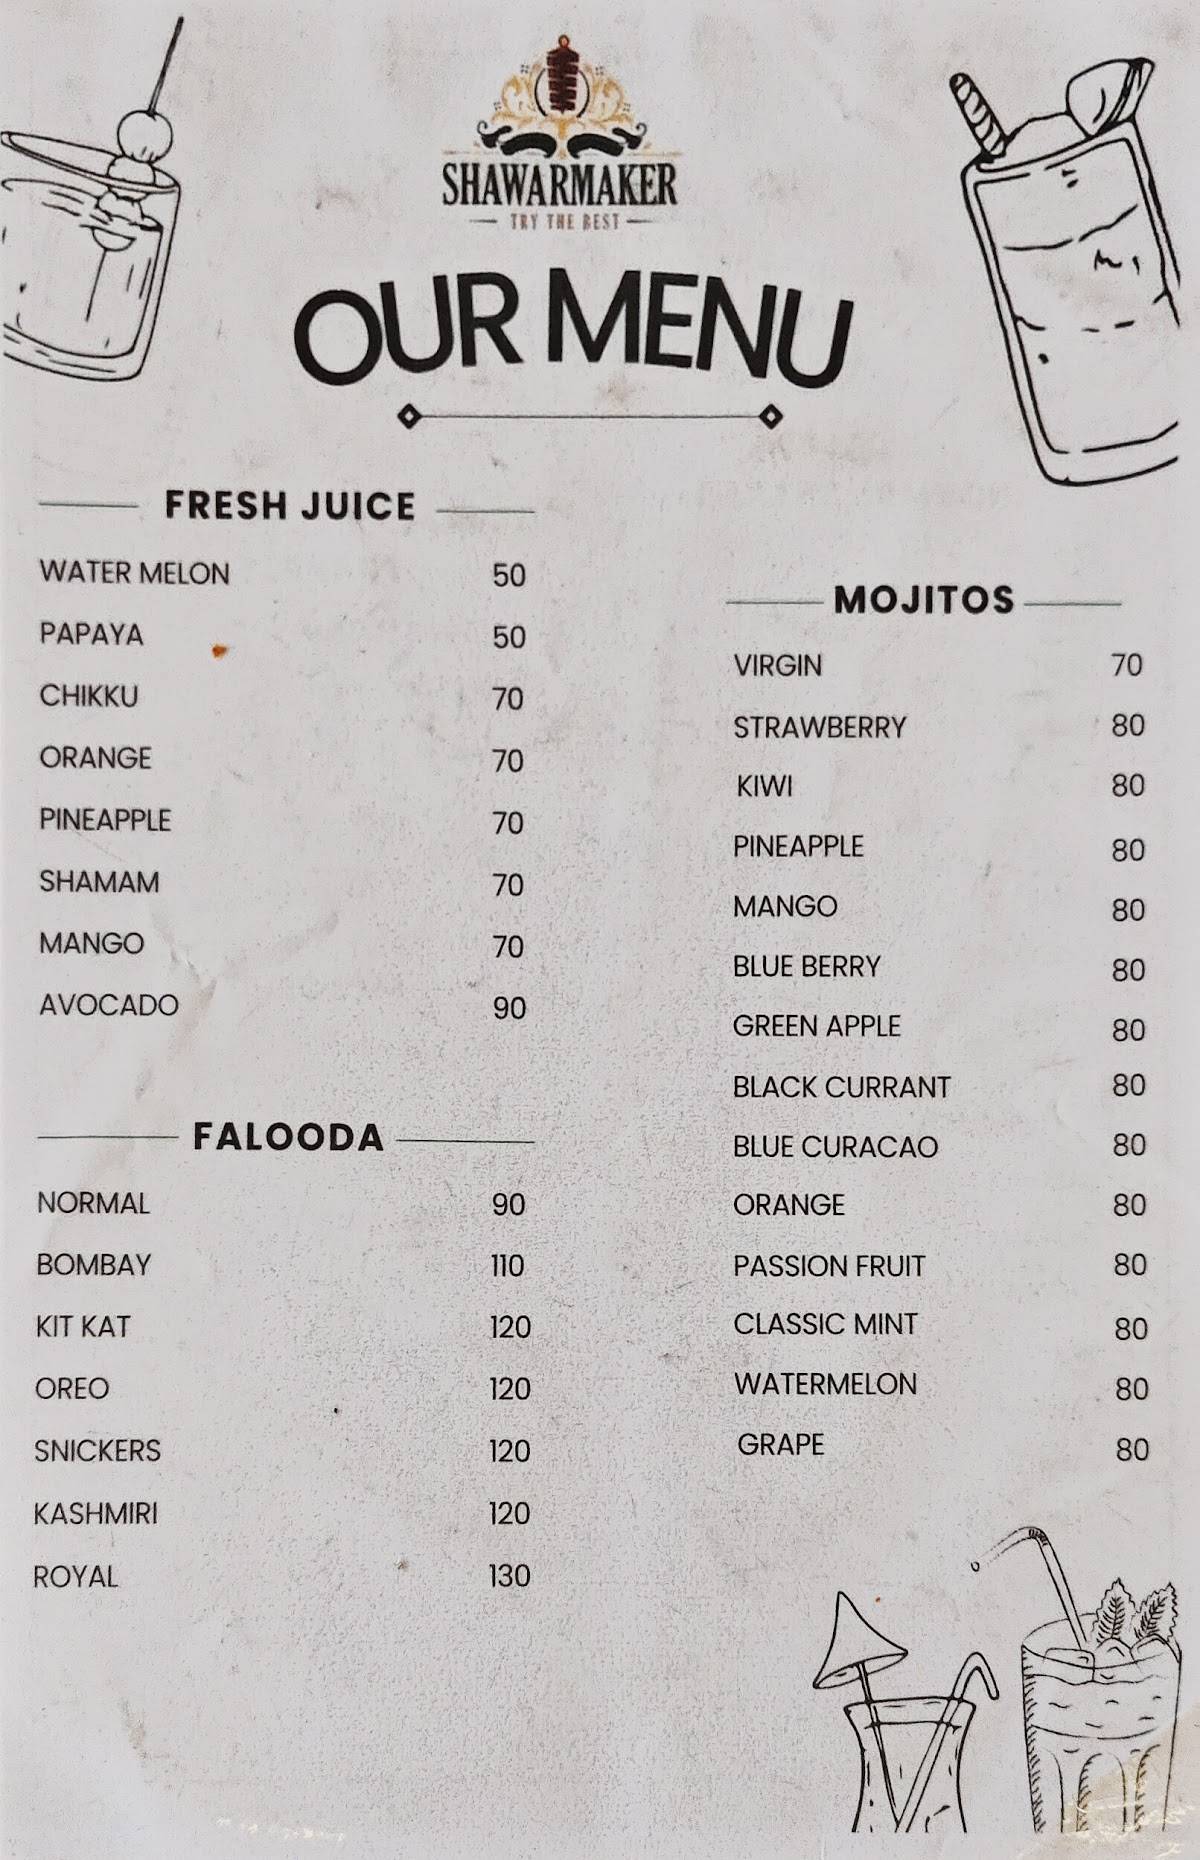 SHAWARMAKER
TRY THE BEST
OUR MENU
FRESH JUICE
WATER MELON 50
PAPAYA 50
CHIKKU 70
ORANGE 70
PINEAPPLE 70
SHAMAM 70
MANGO 70
AVOCADO 90
FALOODA
NORMAL 90
BOMBAY 110
KIT KAT 120
OREO 120
SNICKERS 120
KASHMIRI 120
ROYAL 130
MOJITOS
VIRGIN 70
STRAWBERRY 80
KIWI 80
PINEAPPLE 80
MANGO 80
BLUE BERRY 80
GREEN APPLE 80
BLACK CURRANT 80
BLUE CURACAO 80
ORANGE 80
PASSION FRUIT 80
CLASSIC MINT 80
WATERMELON 80
GRAPE 80